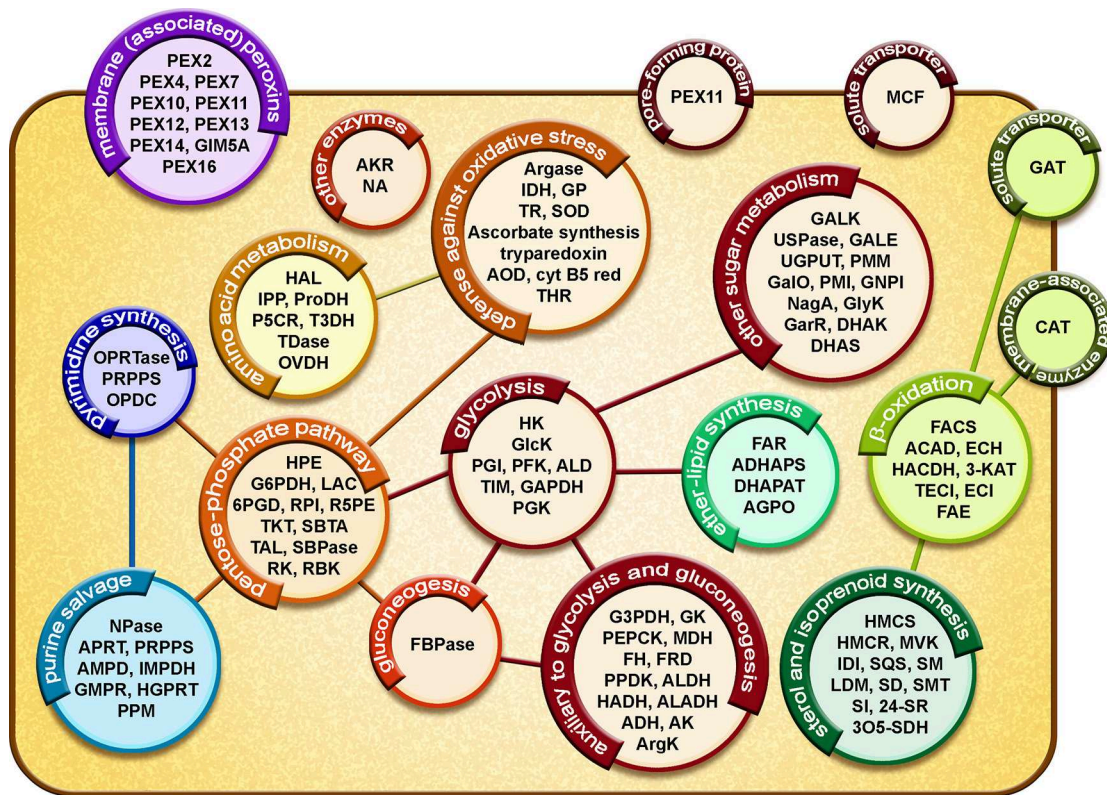 membrane (associated) peroxins
PEX2
PEX4, PEX7
PEX10, PEX11
PEX12, PEX13
PEX14, GIM5A
PEX16
other enzymes
AKR
NA
pore-forming protein
PEX11
solute transporter
MCF
solute transporter
GAT
defense against oxidative stress
Argase
IDH, GP
TR, SOD
Ascorbate synthesis
tryparedoxin
AOD, cyt B5 red
THR
other sugar metabolism
GALK
USPase, GALE
UGPUT, PMM
GalO, PMI, GNPI
NagA, GlyK
GarR, DHAK
DHAS
amino acid metabolism
HAL
IPP, ProDH
P5CR, T3DH
TDase
OVDH
membrane-associated enzyme
CAT
pyrimidine synthesis
OPRTase
PRPPS
OPDC
glycolysis
HK
GlcK
PGI, PFK, ALD
TIM, GAPDH
PGK
ether-lipid synthesis
FAR
ADHAPS
DHAPAT
AGPO
β-oxidation
FACS
ACAD, ECH
HACDH, 3-KAT
TECI, ECI
FAE
pentose-phosphate pathway
HPE
G6PDH, LAC
6PGD, RPI, R5PE
TKT, SBTA
TAL, SBPase
RK, RBK
purine salvage
NPase
APRT, PRPPS
AMPD, IMPDH
GMPR, HGPRT
PPM
gluconeogesis
FBPase
auxiliary to glycolysis and gluconeogesis
G3PDH, GK
PEPCK, MDH
FH, FRD
PPDK, ALDH
HADH, ALADH
ADH, AK
ArgK
sterol and isoprenoid synthesis
HMCS
HMCR, MVK
IDI, SQS, SM
LDM, SD, SMT
SI, 24-SR
3O5-SDH